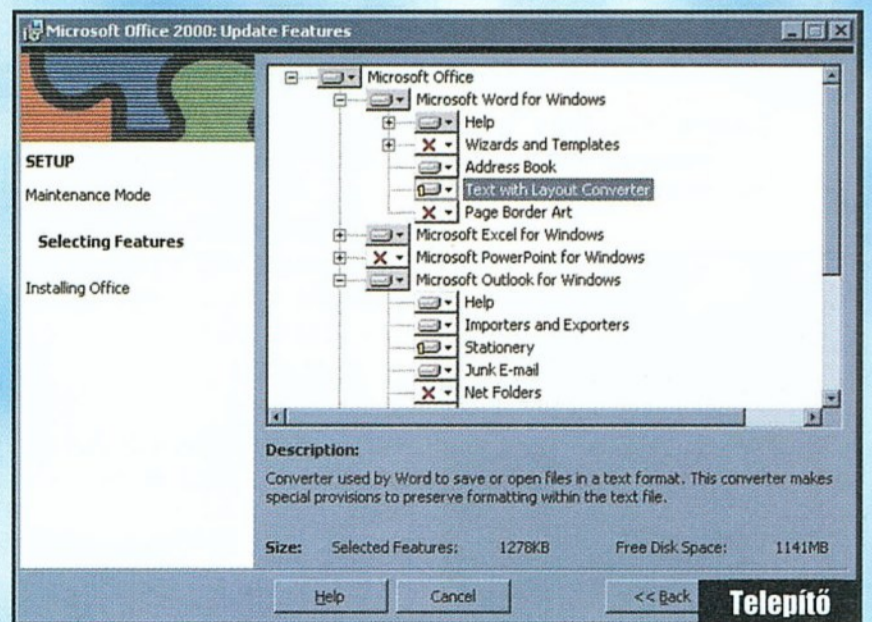 Microsoft Office 2000: Update Features
SETUP
Maintenance Mode
Selecting Features
Installing Office
Microsoft Office
Microsoft Word for Windows
Help
Wizards and Templates
Address Book
Text with Layout Converter
Page Border Art
Microsoft Excel for Windows
Microsoft PowerPoint for Windows
Microsoft Outlook for Windows
Help
Importers and Exporters
Stationery
Junk E-mail
Net Folders
Description:
Converter used by Word to save or open files in a text format. This converter makes
special provisions to preserve formatting within the text file.
Size: Selected Features: 1278KB Free Disk Space: 1141MB
Help Cancel << Back
Telepítő